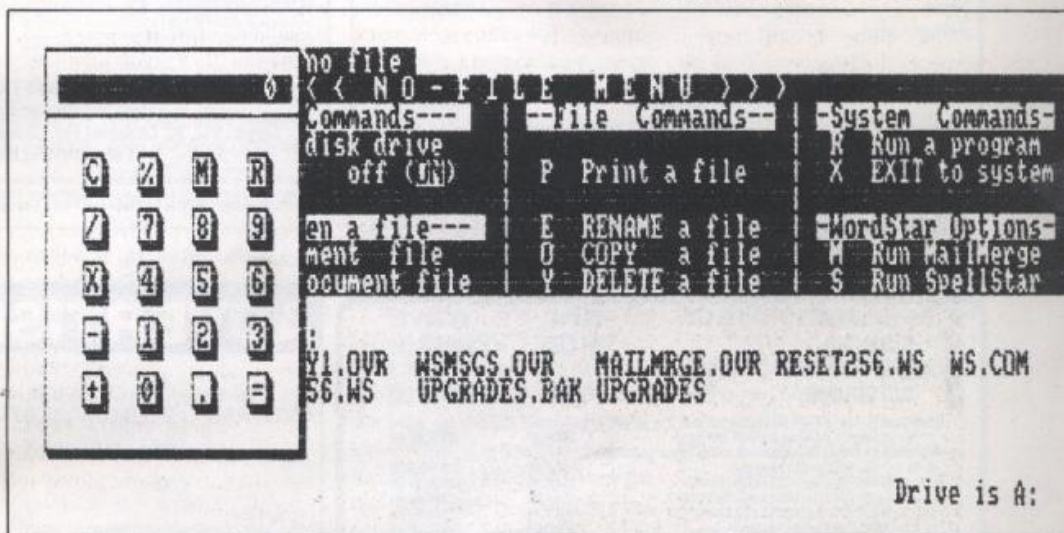 no file
0 < < N O - F I L E   M E N U > > >
Commands--- | --File Commands-- | -System Commands-
disk drive | | R Run a program
C % M R off (ON) | P Print a file | X EXIT to system
/ 7 8 9 en a file--- | E RENAME a file | -WordStar Options-
ment file | O COPY a file | M Run MailMerge
X 4 5 6 ocument file | Y DELETE a file | S Run SpellStar
- 1 2 3 :
Y1.OVR WSMSGS.OVR MAILMRGE.OVR RESET256.WS WS.COM
+ 0 . = 56.WS UPGRADES.BAK UPGRADES
Drive is A: